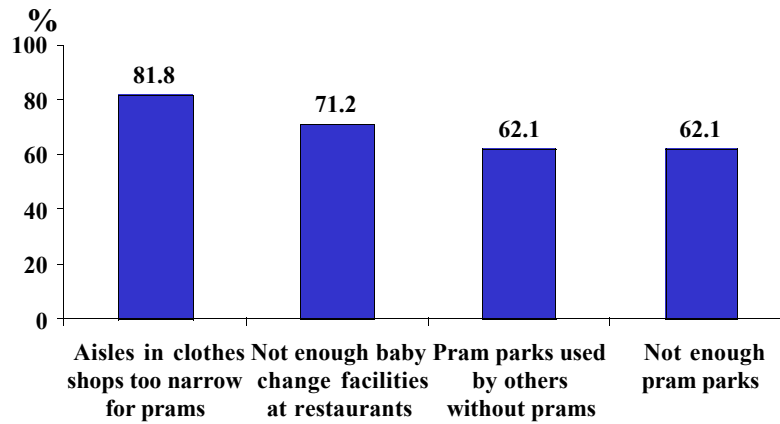 %
100
80
60
40
20
0
81.8
71.2
62.1
62.1
Aisles in clothes
shops too narrow
for prams
Not enough baby
change facilities
at restaurants
Pram parks used
by others
without prams
Not enough
pram parks